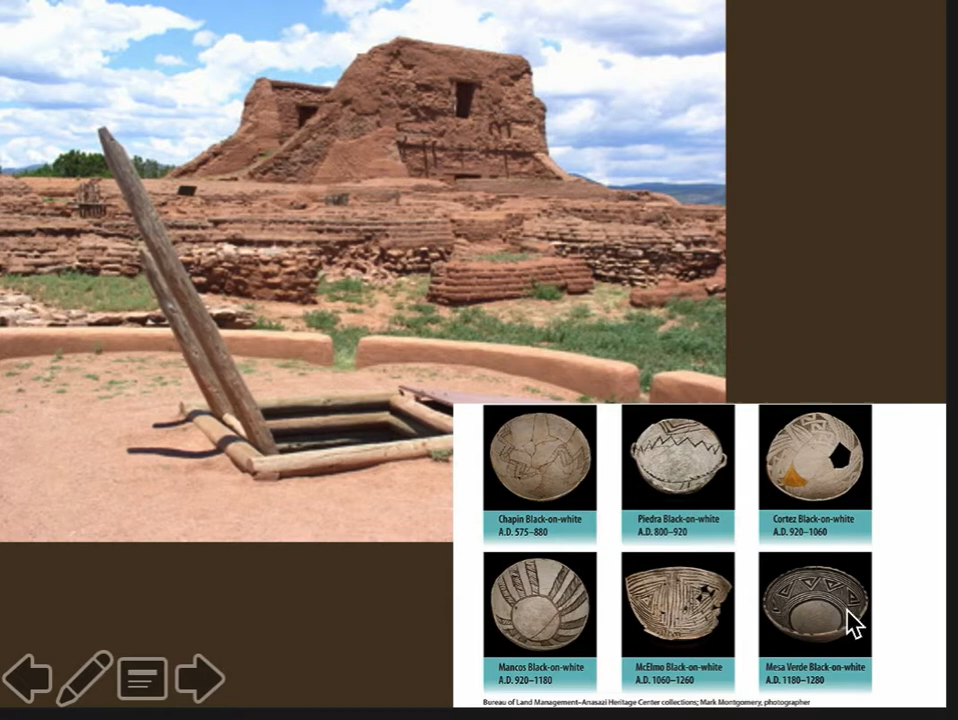 Chapin Black-on-white
A.D. 575–880
Piedra Black-on-white
A.D. 800–920
Cortez Black-on-white
A.D. 920–1060
Mancos Black-on-white
A.D. 920–1180
McElmo Black-on-white
A.D. 1060–1260
Mesa Verde Black-on-white
A.D. 1180–1280
Bureau of Land Management–Anasazi Heritage Center collections; Mark Montgomery, photographer